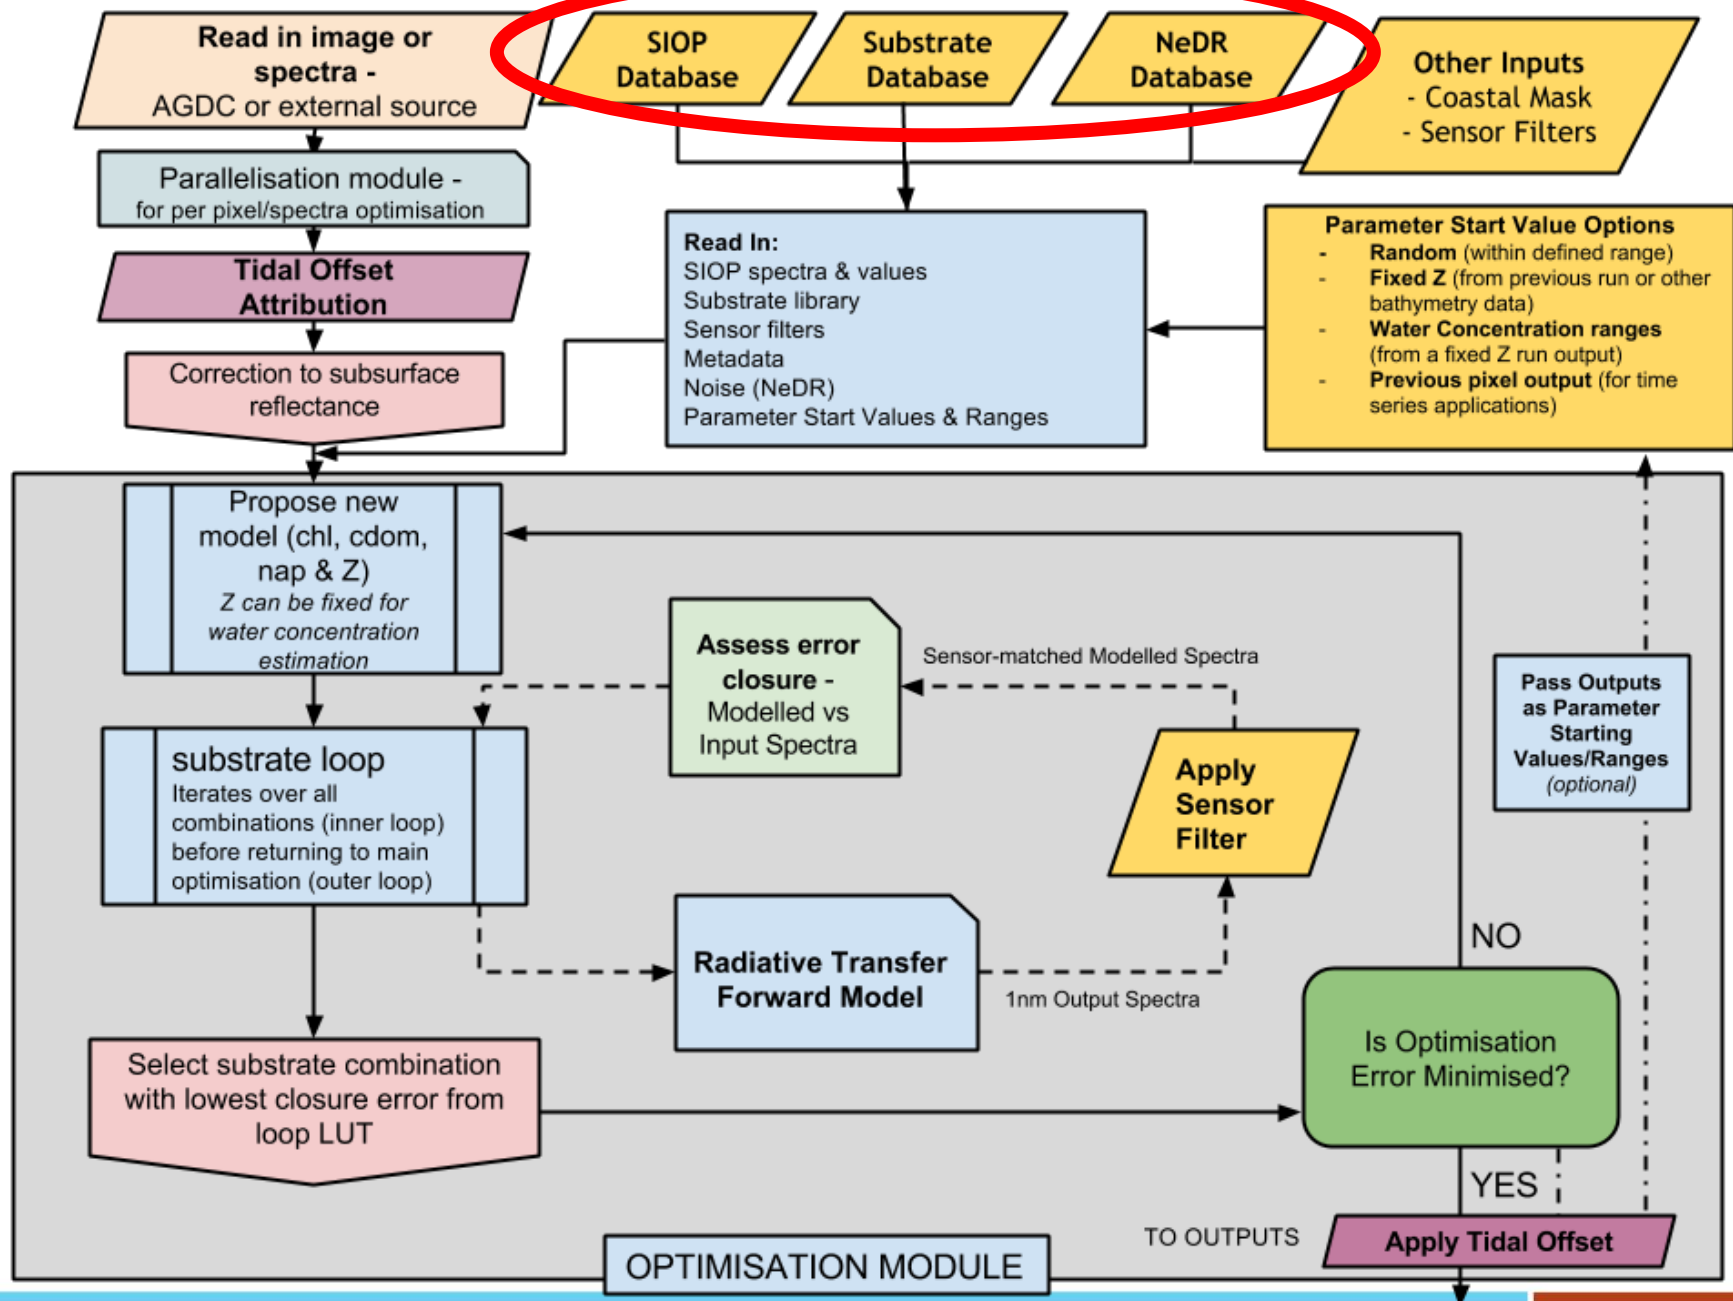 Read in image or
spectra -
AGDC or external source
SIOP
Database
Substrate
Database
NeDR
Database
Other Inputs
- Coastal Mask
- Sensor Filters
Parallelisation module -
for per pixel/spectra optimisation
Tidal Offset
Attribution
Correction to subsurface
reflectance
Read In:
SIOP spectra & values
Substrate library
Sensor filters
Metadata
Noise (NeDR)
Parameter Start Values & Ranges
Parameter Start Value Options
- Random (within defined range)
- Fixed Z (from previous run or other
bathymetry data)
- Water Concentration ranges
(from a fixed Z run output)
- Previous pixel output (for time
series applications)
Propose new
model (chl, cdom,
nap & Z)
Z can be fixed for
water concentration
estimation
Assess error
closure -
Modelled vs
Input Spectra
Sensor-matched Modelled Spectra
Pass Outputs
as Parameter
Starting
Values/Ranges
(optional)
substrate loop
Iterates over all
combinations (inner loop)
before returning to main
optimisation (outer loop)
Apply
Sensor
Filter
Radiative Transfer
Forward Model
1nm Output Spectra
NO
Is Optimisation
Error Minimised?
Select substrate combination
with lowest closure error from
loop LUT
YES
TO OUTPUTS
Apply Tidal Offset
OPTIMISATION MODULE